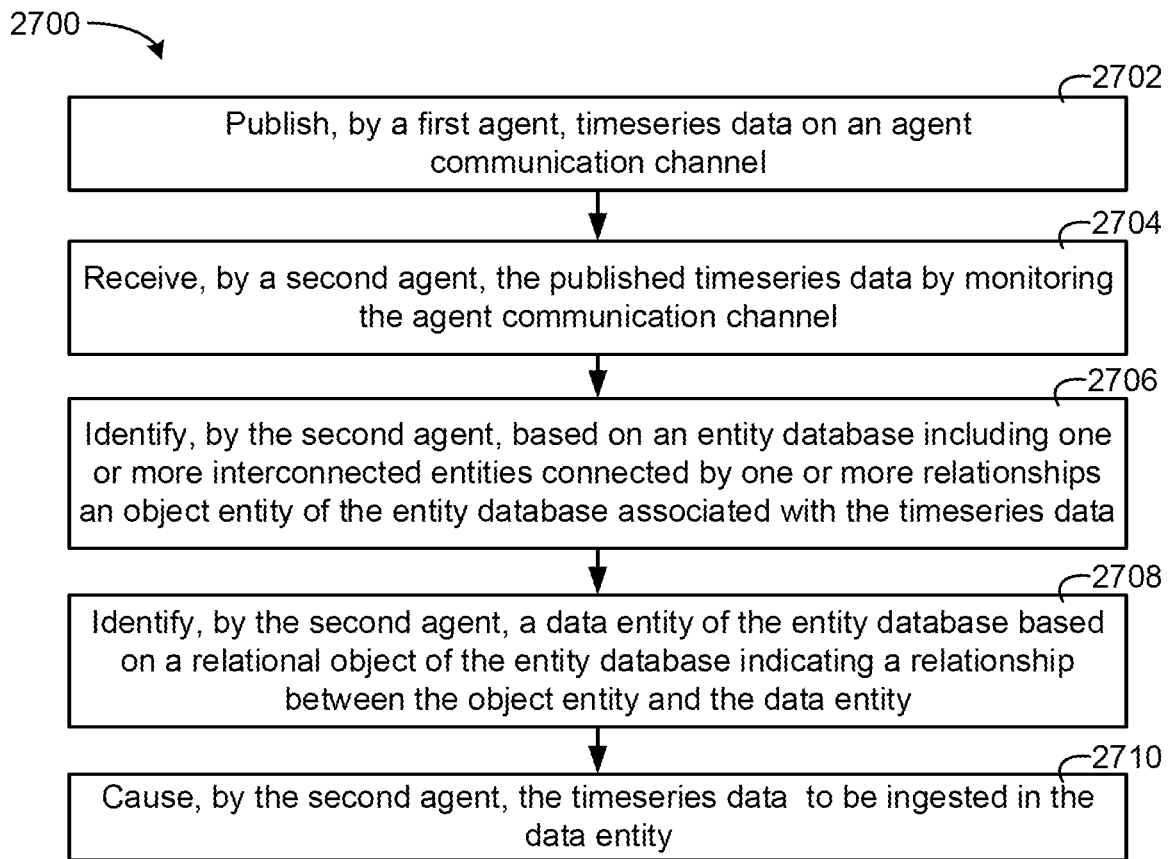 2700
2702
Publish, by a first agent, timeseries data on an agent
communication channel
2704
Receive, by a second agent, the published timeseries data by monitoring
the agent communication channel
2706
Identify, by the second agent, based on an entity database including one
or more interconnected entities connected by one or more relationships
an object entity of the entity database associated with the timeseries data
2708
Identify, by the second agent, a data entity of the entity database based
on a relational object of the entity database indicating a relationship
between the object entity and the data entity
2710
Cause, by the second agent, the timeseries data to be ingested in the
data entity